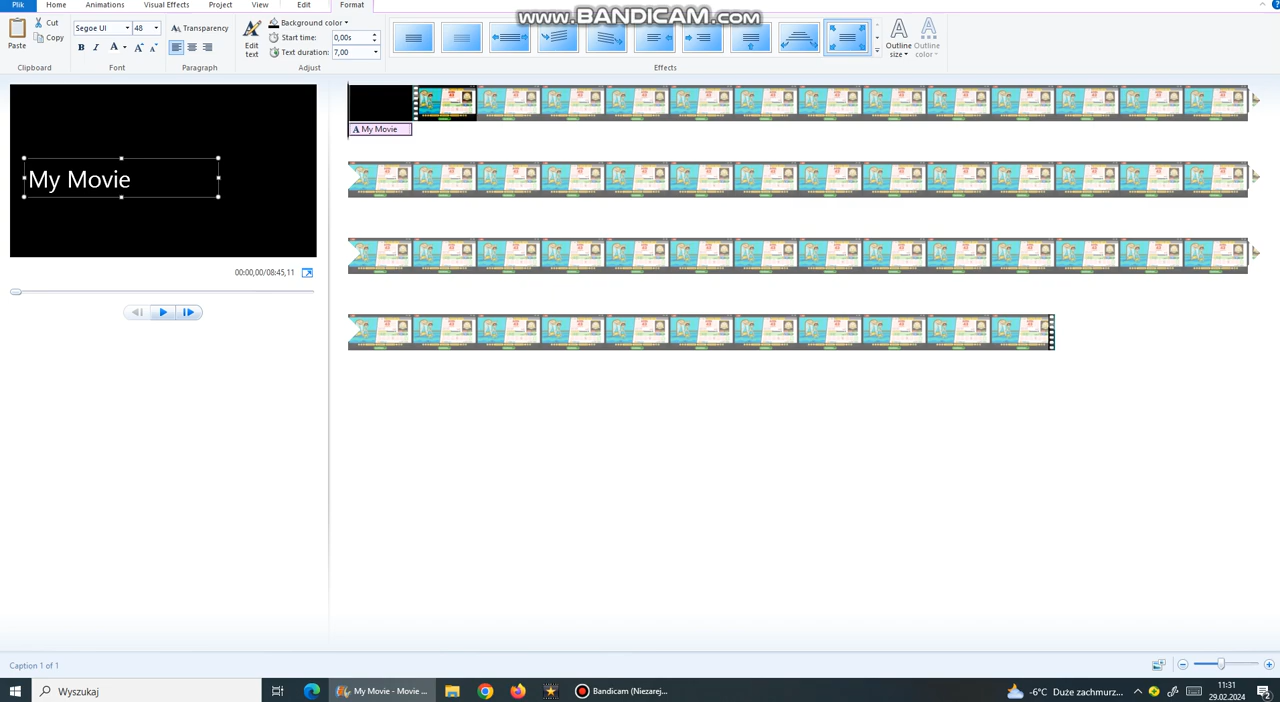 www.BANDICAM.com
Plik Home Animations Visual Effects Project View Edit Format
Paste Cut Copy Clipboard
Segoe UI 48 B I A A A Font
Transparency Paragraph
Edit text
Background color
Start time: 0,00s
Text duration: 7,00
Adjust
Effects
Outline size Outline color
My Movie
A My Movie
00:00,00/08:45,11
Caption 1 of 1
Wyszukaj
My Movie - Movie ...
Bandicam (Niezarej...
-6°C Duże zachmurz...
11:31
29.02.2024
2